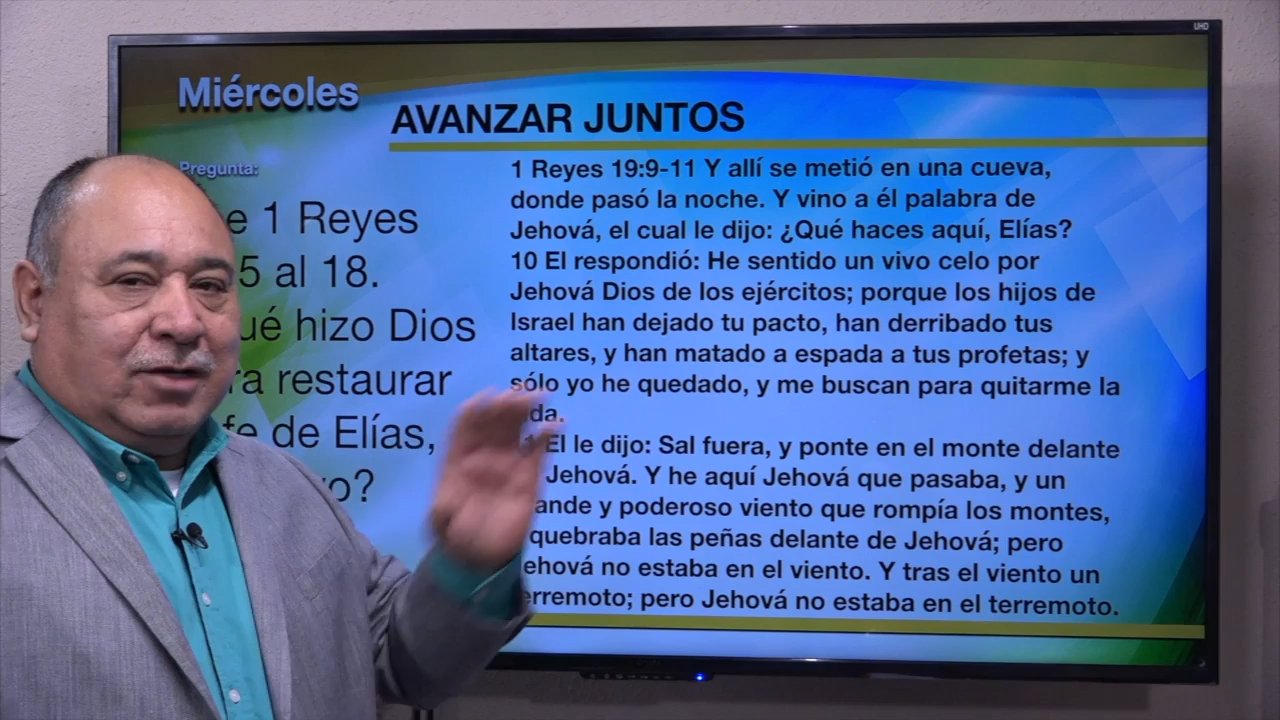 UHD
Miércoles
AVANZAR JUNTOS
Pregunta:
1 Reyes
5 al 18.
hizo Dios
restaurar
fe de Elías,
1 Reyes 19:9-11 Y allí se metió en una cueva,
donde pasó la noche. Y vino a él palabra de
Jehová, el cual le dijo: ¿Qué haces aquí, Elías?
10 El respondió: He sentido un vivo celo por
Jehová Dios de los ejércitos; porque los hijos de
Israel han dejado tu pacto, han derribado tus
altares, y han matado a espada a tus profetas; y
sólo yo he quedado, y me buscan para quitarme la
El le dijo: Sal fuera, y ponte en el monte delante
Jehová. Y he aquí Jehová que pasaba, y un
y poderoso viento que rompía los montes,
quebraba las peñas delante de Jehová; pero
Jehová no estaba en el viento. Y tras el viento un
terremoto; pero Jehová no estaba en el terremoto.